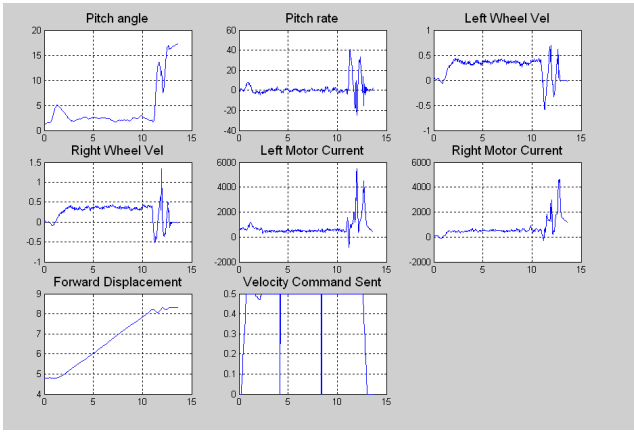 Pitch angle Pitch rate Left Wheel Vel
20 60 1
15 40 0.5
10 20 0
5 0 -0.5
0 -20 -1
-40
0 5 10 15 0 5 10 15 0 5 10 15
Right Wheel Vel Left Motor Current Right Motor Current
1.5 6000 6000
1 4000 4000
0.5 2000 2000
0 0 0
-0.5 -2000 -2000
-1
0 5 10 15 0 5 10 15 0 5 10 15
Forward Displacement Velocity Command Sent
9 0.5
8 0.4
7 0.3
6 0.2
5 0.1
4 0
0 5 10 15 0 5 10 15